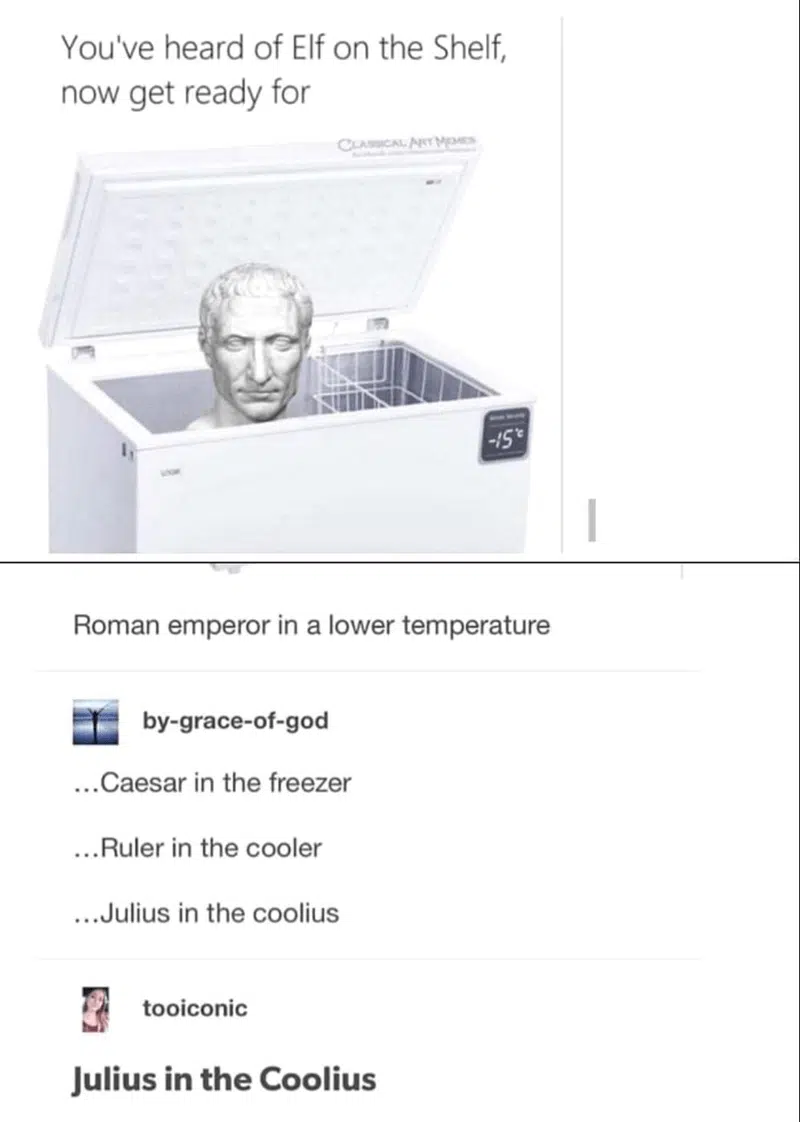 You've heard of Elf on the Shelf,
now get ready for
CLASSICAL ART MEMES
-15°c
Roman emperor in a lower temperature
by-grace-of-god
...Caesar in the freezer
...Ruler in the cooler
...Julius in the coolius
tooiconic
Julius in the Coolius